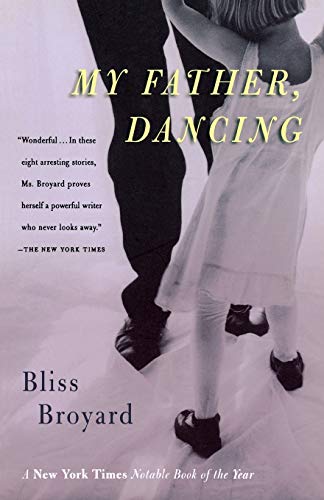 MY FATHER,
DANCING
“Wonderful . . . In these
eight arresting stories,
Ms. Broyard proves
herself a powerful writer
who never looks away.”
—THE NEW YORK TIMES
Bliss
Broyard
A New York Times Notable Book of the Year